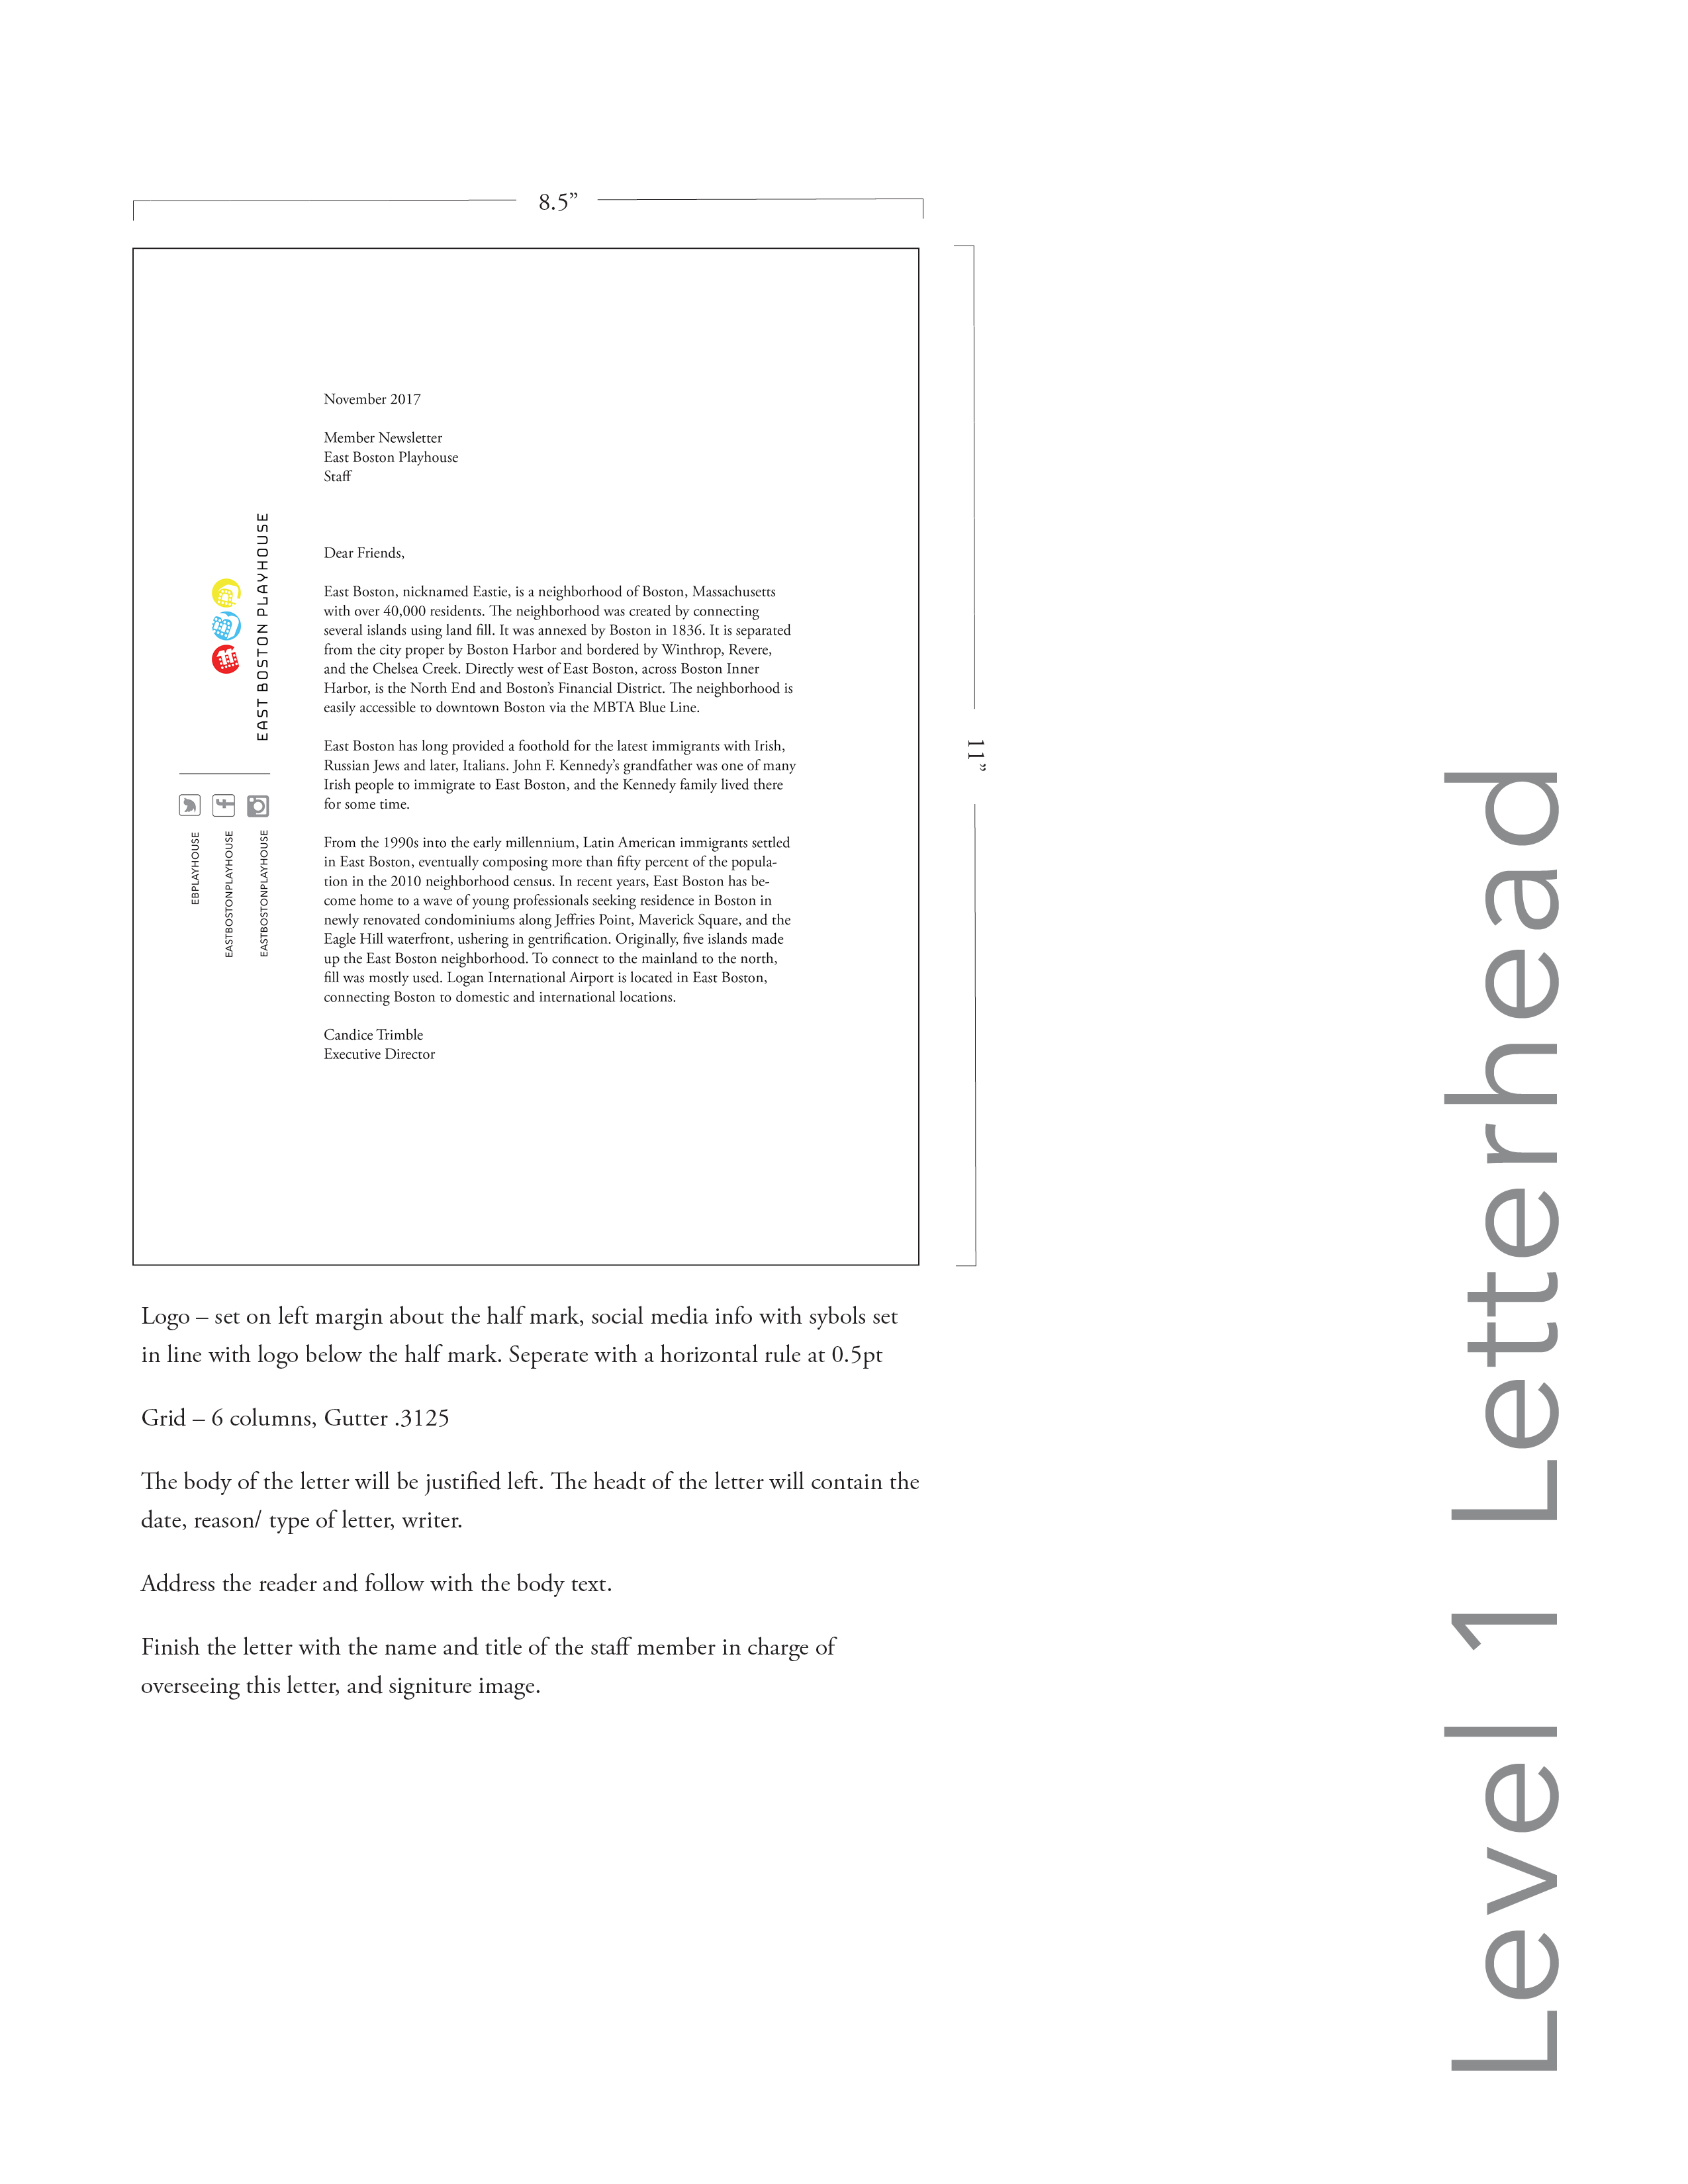 8.5”
11”
November 2017
Member Newsletter
East Boston Playhouse
Staff
Dear Friends,
East Boston, nicknamed Eastie, is a neighborhood of Boston, Massachusetts
with over 40,000 residents. The neighborhood was created by connecting
several islands using land fill. It was annexed by Boston in 1836. It is separated
from the city proper by Boston Harbor and bordered by Winthrop, Revere,
and the Chelsea Creek. Directly west of East Boston, across Boston Inner
Harbor, is the North End and Boston’s Financial District. The neighborhood is
easily accessible to downtown Boston via the MBTA Blue Line.
East Boston has long provided a foothold for the latest immigrants with Irish,
Russian Jews and later, Italians. John F. Kennedy’s grandfather was one of many
Irish people to immigrate to East Boston, and the Kennedy family lived there
for some time.
From the 1990s into the early millennium, Latin American immigrants settled
in East Boston, eventually composing more than fifty percent of the popula-
tion in the 2010 neighborhood census. In recent years, East Boston has be-
come home to a wave of young professionals seeking residence in Boston in
newly renovated condominiums along Jeffries Point, Maverick Square, and the
Eagle Hill waterfront, ushering in gentrification. Originally, five islands made
up the East Boston neighborhood. To connect to the mainland to the north,
fill was mostly used. Logan International Airport is located in East Boston,
connecting Boston to domestic and international locations.
Candice Trimble
Executive Director
EBP
EAST BOSTON PLAYHOUSE
EBPLAYHOUSE
EASTBOSTONPLAYHOUSE
EASTBOSTONPLAYHOUSE
Logo – set on left margin about the half mark, social media info with sybols set
in line with logo below the half mark. Seperate with a horizontal rule at 0.5pt
Grid – 6 columns, Gutter .3125
The body of the letter will be justified left. The headt of the letter will contain the
date, reason/ type of letter, writer.
Address the reader and follow with the body text.
Finish the letter with the name and title of the staff member in charge of
overseeing this letter, and signiture image.
Level 1 Letterhead